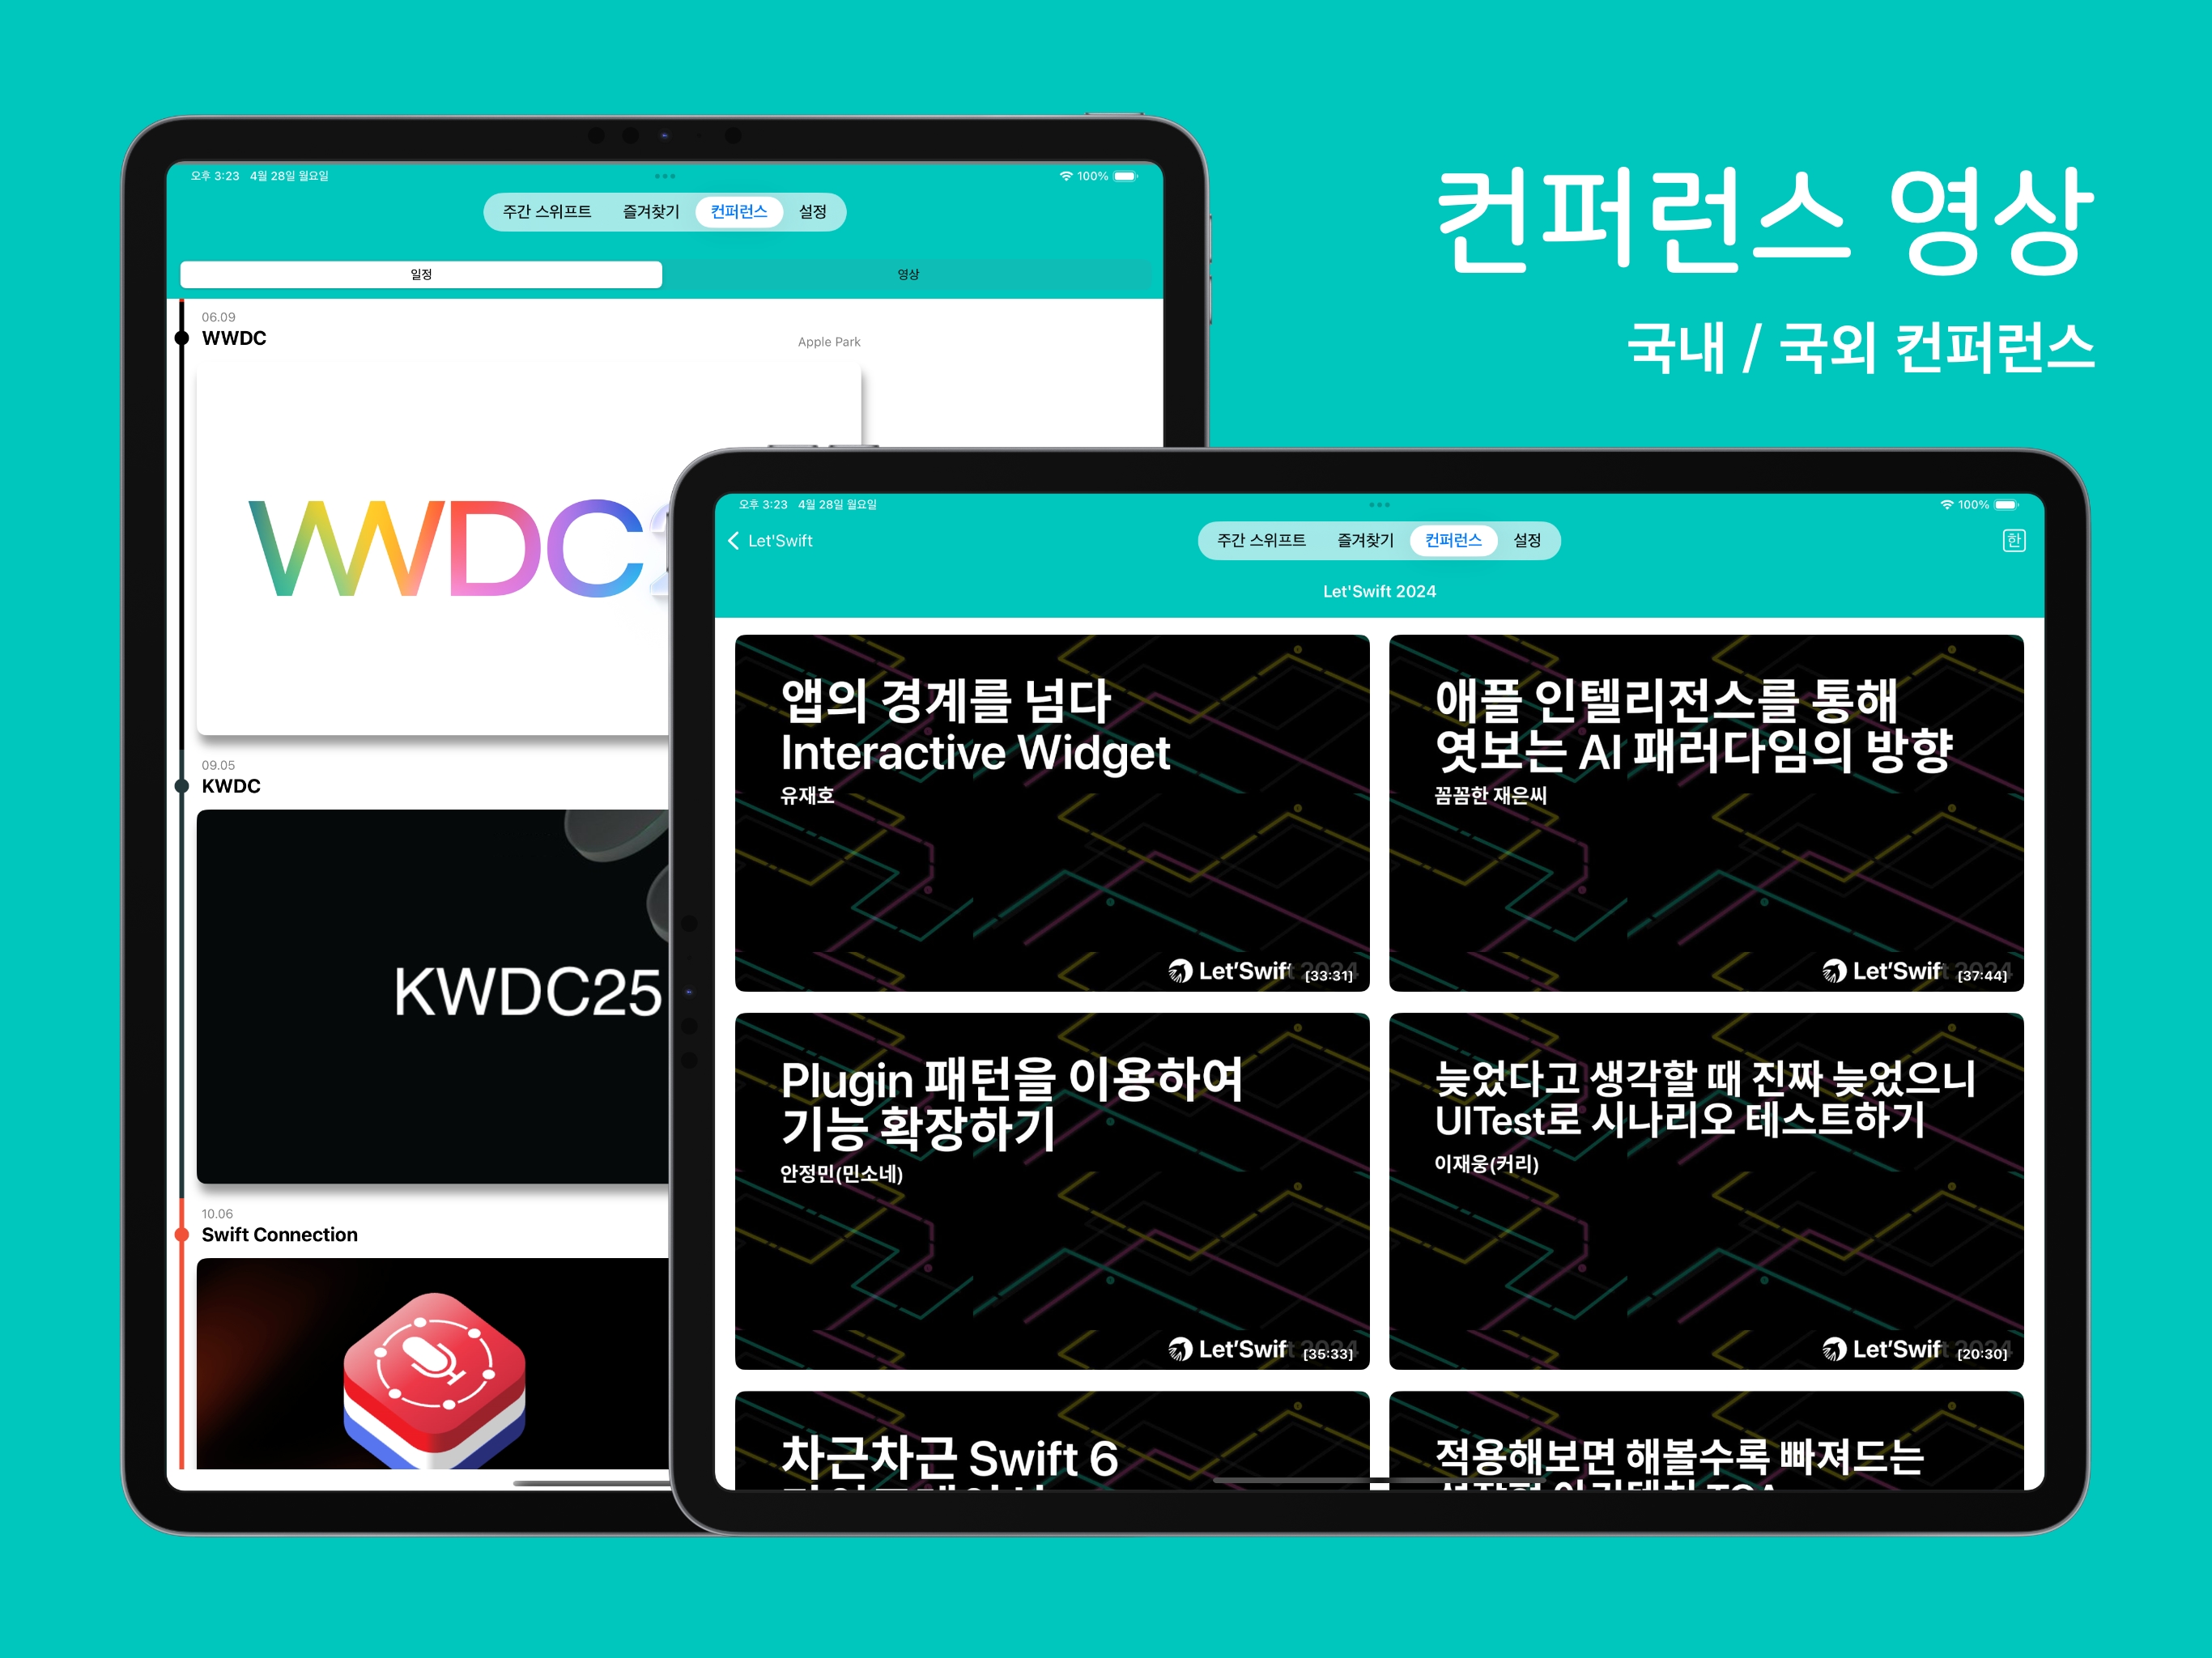 컨퍼런스 영상
국내 / 국외 컨퍼런스
오후 3:23 4월 28일 월요일
100%
주간 스위프트 즐겨찾기 컨퍼런스 설정
일정 영상
06.09
WWDC
Apple Park
WWDC
09.05
KWDC
KWDC25
10.06
Swift Connection
오후 3:23 4월 28일 월요일
100%
Let'Swift
주간 스위프트 즐겨찾기 컨퍼런스 설정
한
Let'Swift 2024
앱의 경계를 넘다
Interactive Widget
유재호
Let'Swift 2024 [33:31]
애플 인텔리전스를 통해
엿보는 AI 패러다임의 방향
꼼꼼한 재은씨
Let'Swift 2024 [37:44]
Plugin 패턴을 이용하여
기능 확장하기
안정민(민소네)
Let'Swift 2024 [35:33]
늦었다고 생각할 때 진짜 늦었으니
UITest로 시나리오 테스트하기
이재웅(커리)
Let'Swift 2024 [20:30]
차근차근 Swift 6
적용해보면 해볼수록 빠져드는